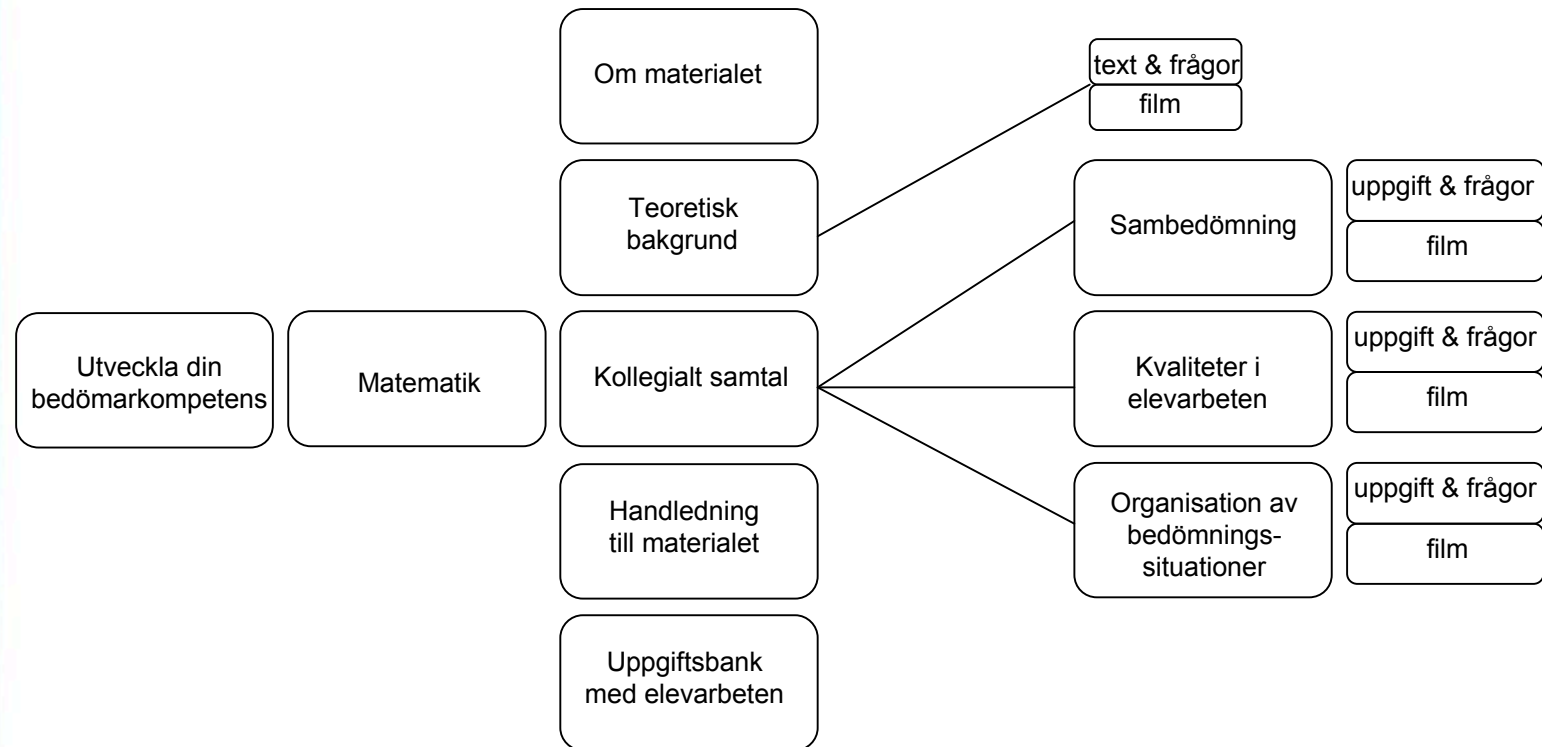 Utveckla din
bedömarkompetens
Matematik
Om materialet
Teoretisk
bakgrund
Kollegialt samtal
Handledning
till materialet
Uppgiftsbank
med elevarbeten
text & frågor
film
Sambedömning
uppgift & frågor
film
Kvaliteter i
elevarbeten
uppgift & frågor
film
Organisation av
bedömnings-
situationer
uppgift & frågor
film